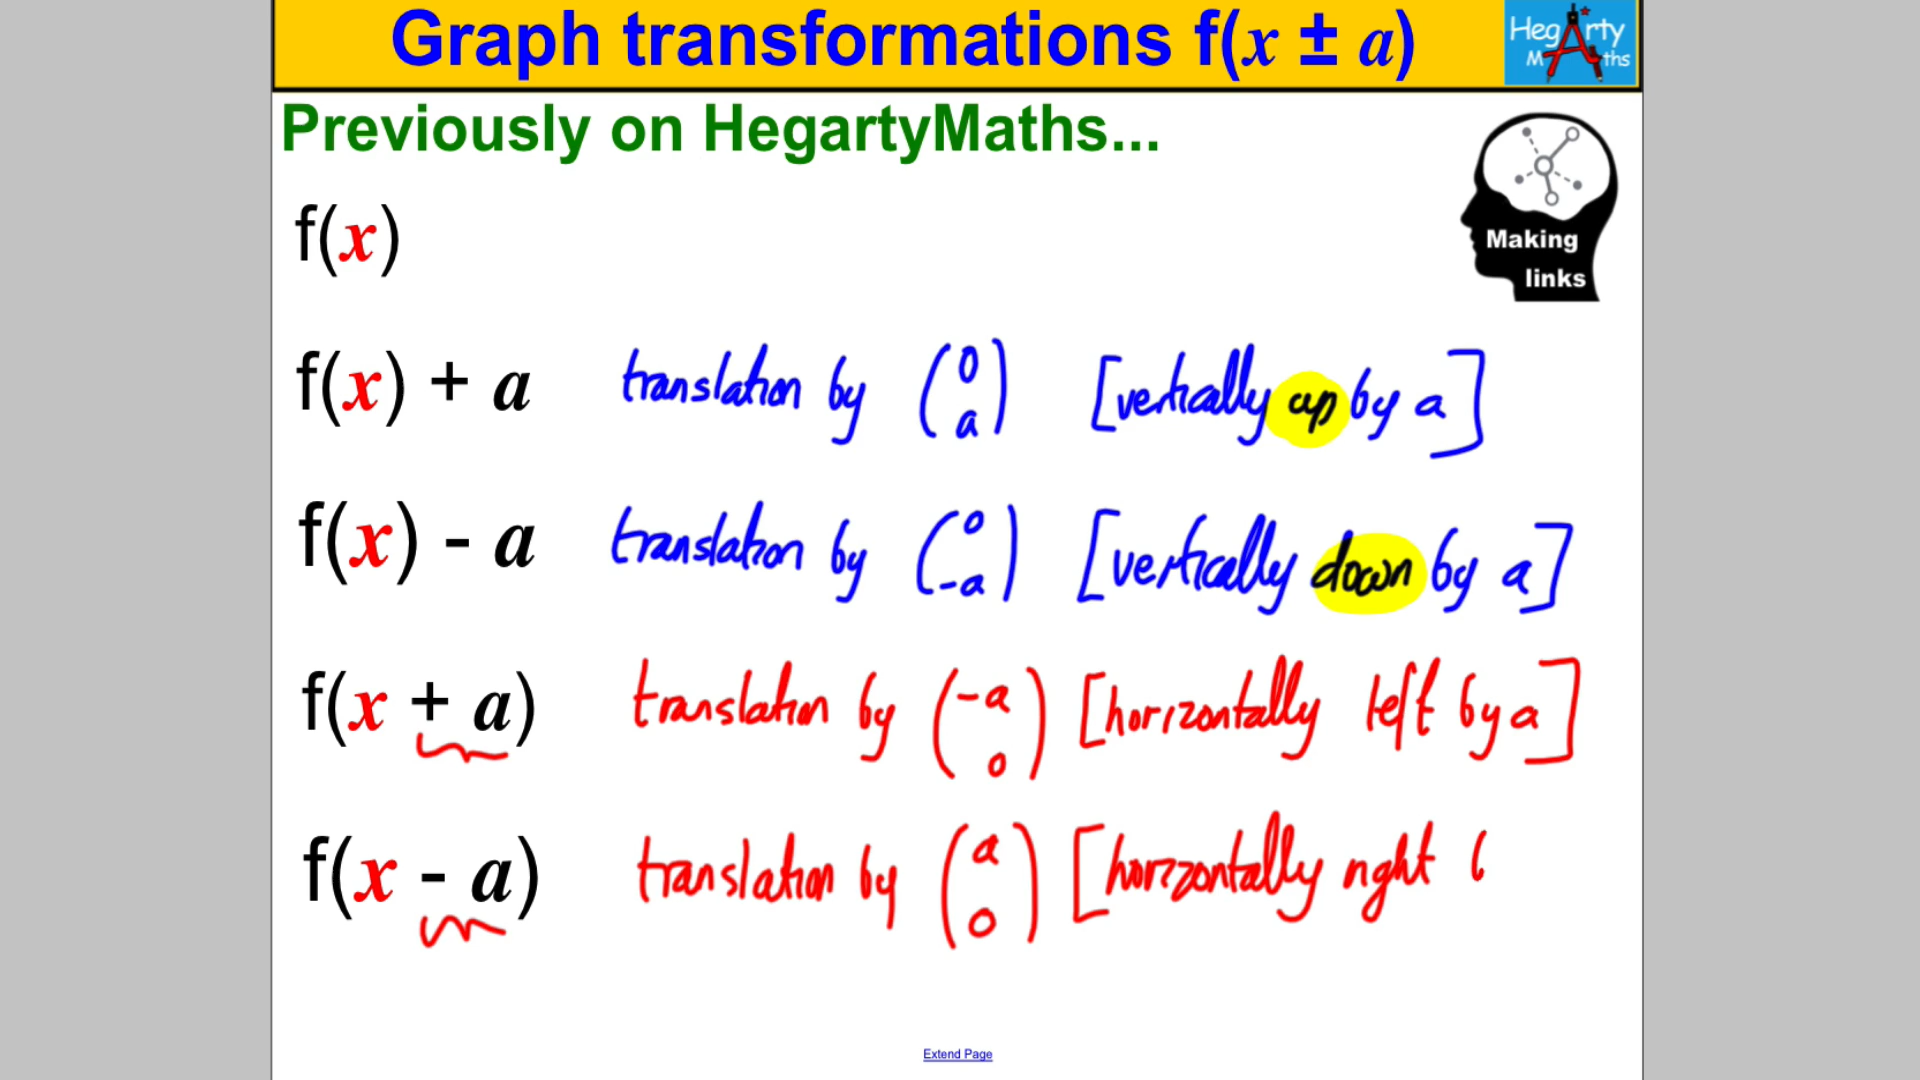 Graph transformations f(x ± a)
HegArty
Maths
Previously on HegartyMaths...
Making
links
f(x)
f(x) + a translation by (0 a) [vertically up by a]
f(x) - a translation by (0 -a) [vertically down by a]
f(x + a) translation by (-a 0) [horizontally left by a]
f(x - a) translation by (a 0) [horizontally right
Extend Page